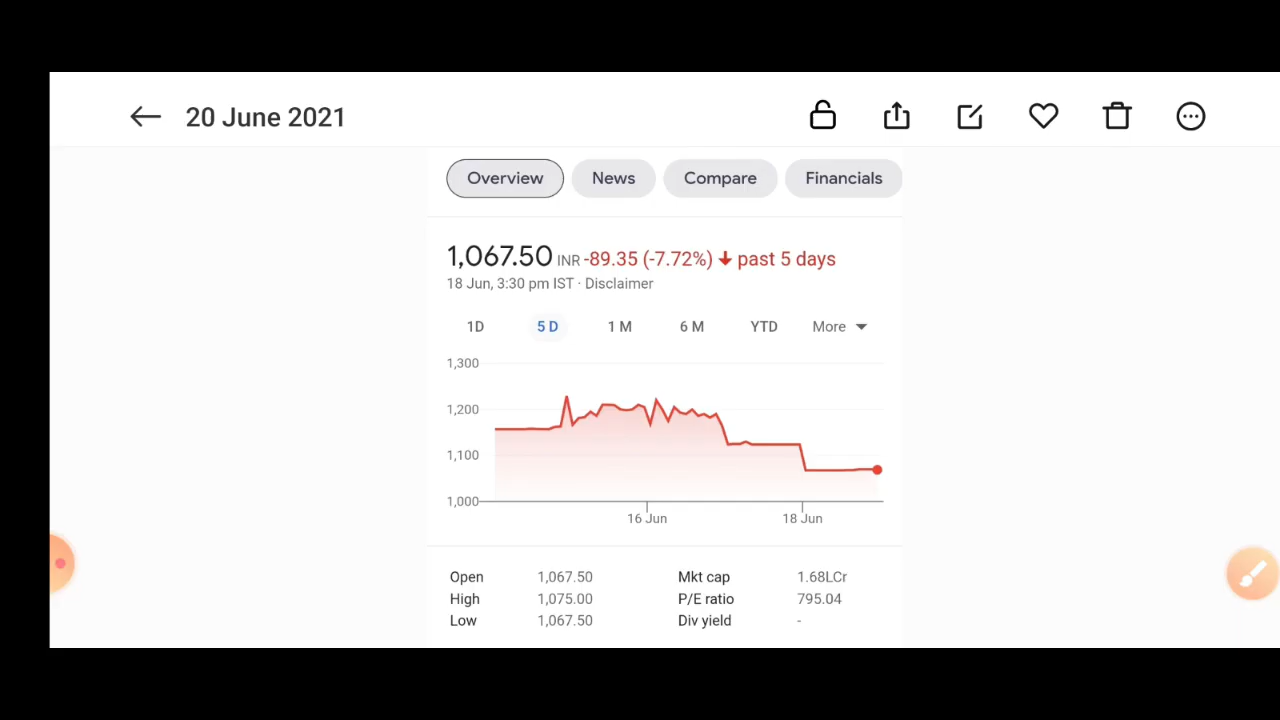 20 June 2021
Overview News Compare Financials
1,067.50 INR -89.35 (-7.72%) past 5 days
18 Jun, 3:30 pm IST · Disclaimer
1D 5 D 1 M 6 M YTD More
1,300
1,200
1,100
1,000
16 Jun 18 Jun
Open 1,067.50 Mkt cap 1.68LCr
High 1,075.00 P/E ratio 795.04
Low 1,067.50 Div yield -